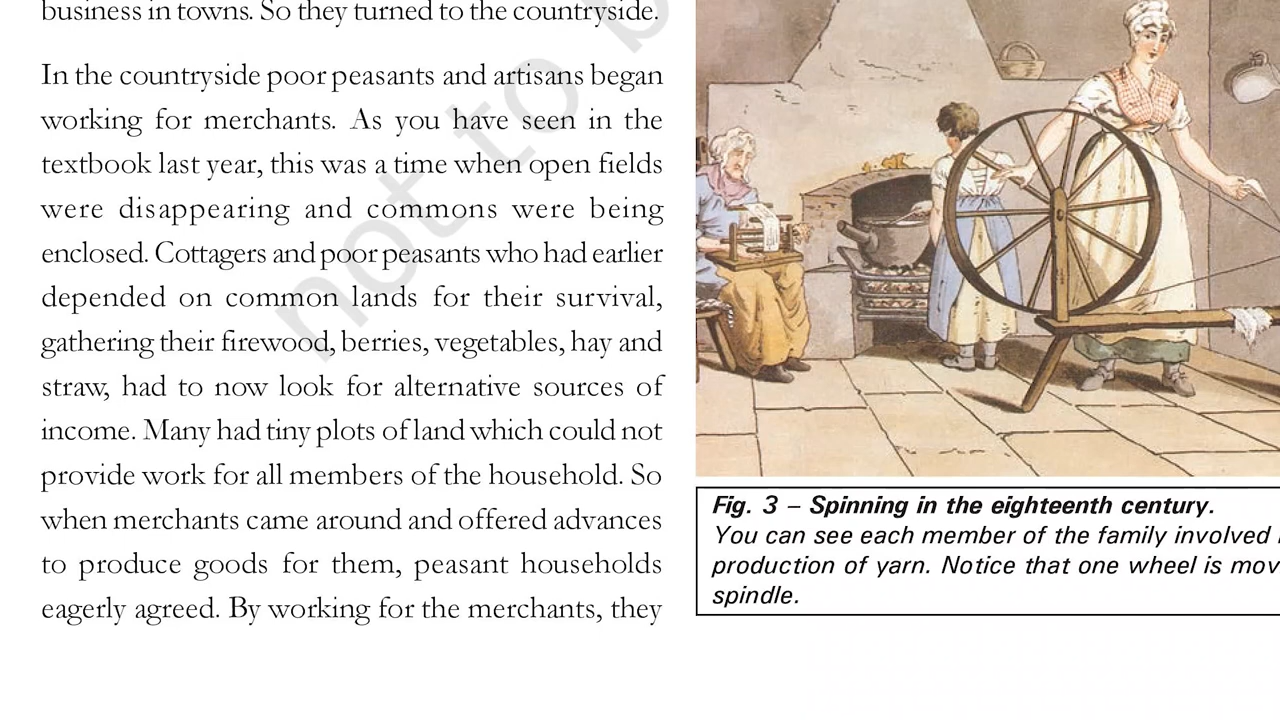 business in towns. So they turned to the countryside.
In the countryside poor peasants and artisans began
working for merchants. As you have seen in the
textbook last year, this was a time when open fields
were disappearing and commons were being
enclosed. Cottagers and poor peasants who had earlier
depended on common lands for their survival,
gathering their firewood, berries, vegetables, hay and
straw, had to now look for alternative sources of
income. Many had tiny plots of land which could not
provide work for all members of the household. So
when merchants came around and offered advances
to produce goods for them, peasant households
eagerly agreed. By working for the merchants, they
not to b
Fig. 3 – Spinning in the eighteenth century.
You can see each member of the family involved
production of yarn. Notice that one wheel is mov
spindle.